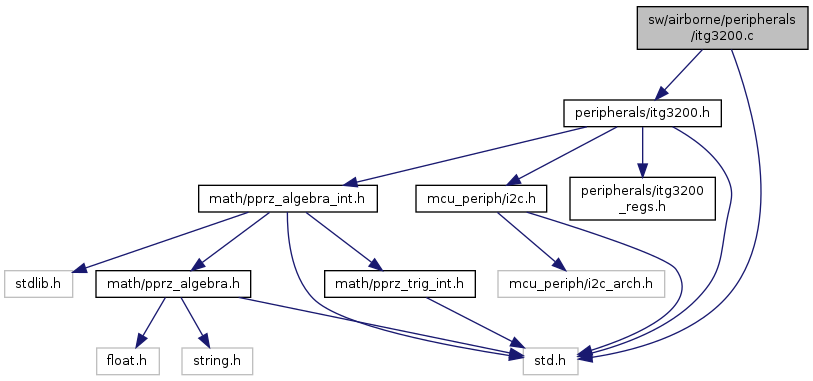 sw/airborne/peripherals
/itg3200.c
peripherals/itg3200.h
math/pprz_algebra_int.h
mcu_periph/i2c.h
peripherals/itg3200
_regs.h
stdlib.h
math/pprz_algebra.h
math/pprz_trig_int.h
mcu_periph/i2c_arch.h
float.h
string.h
std.h